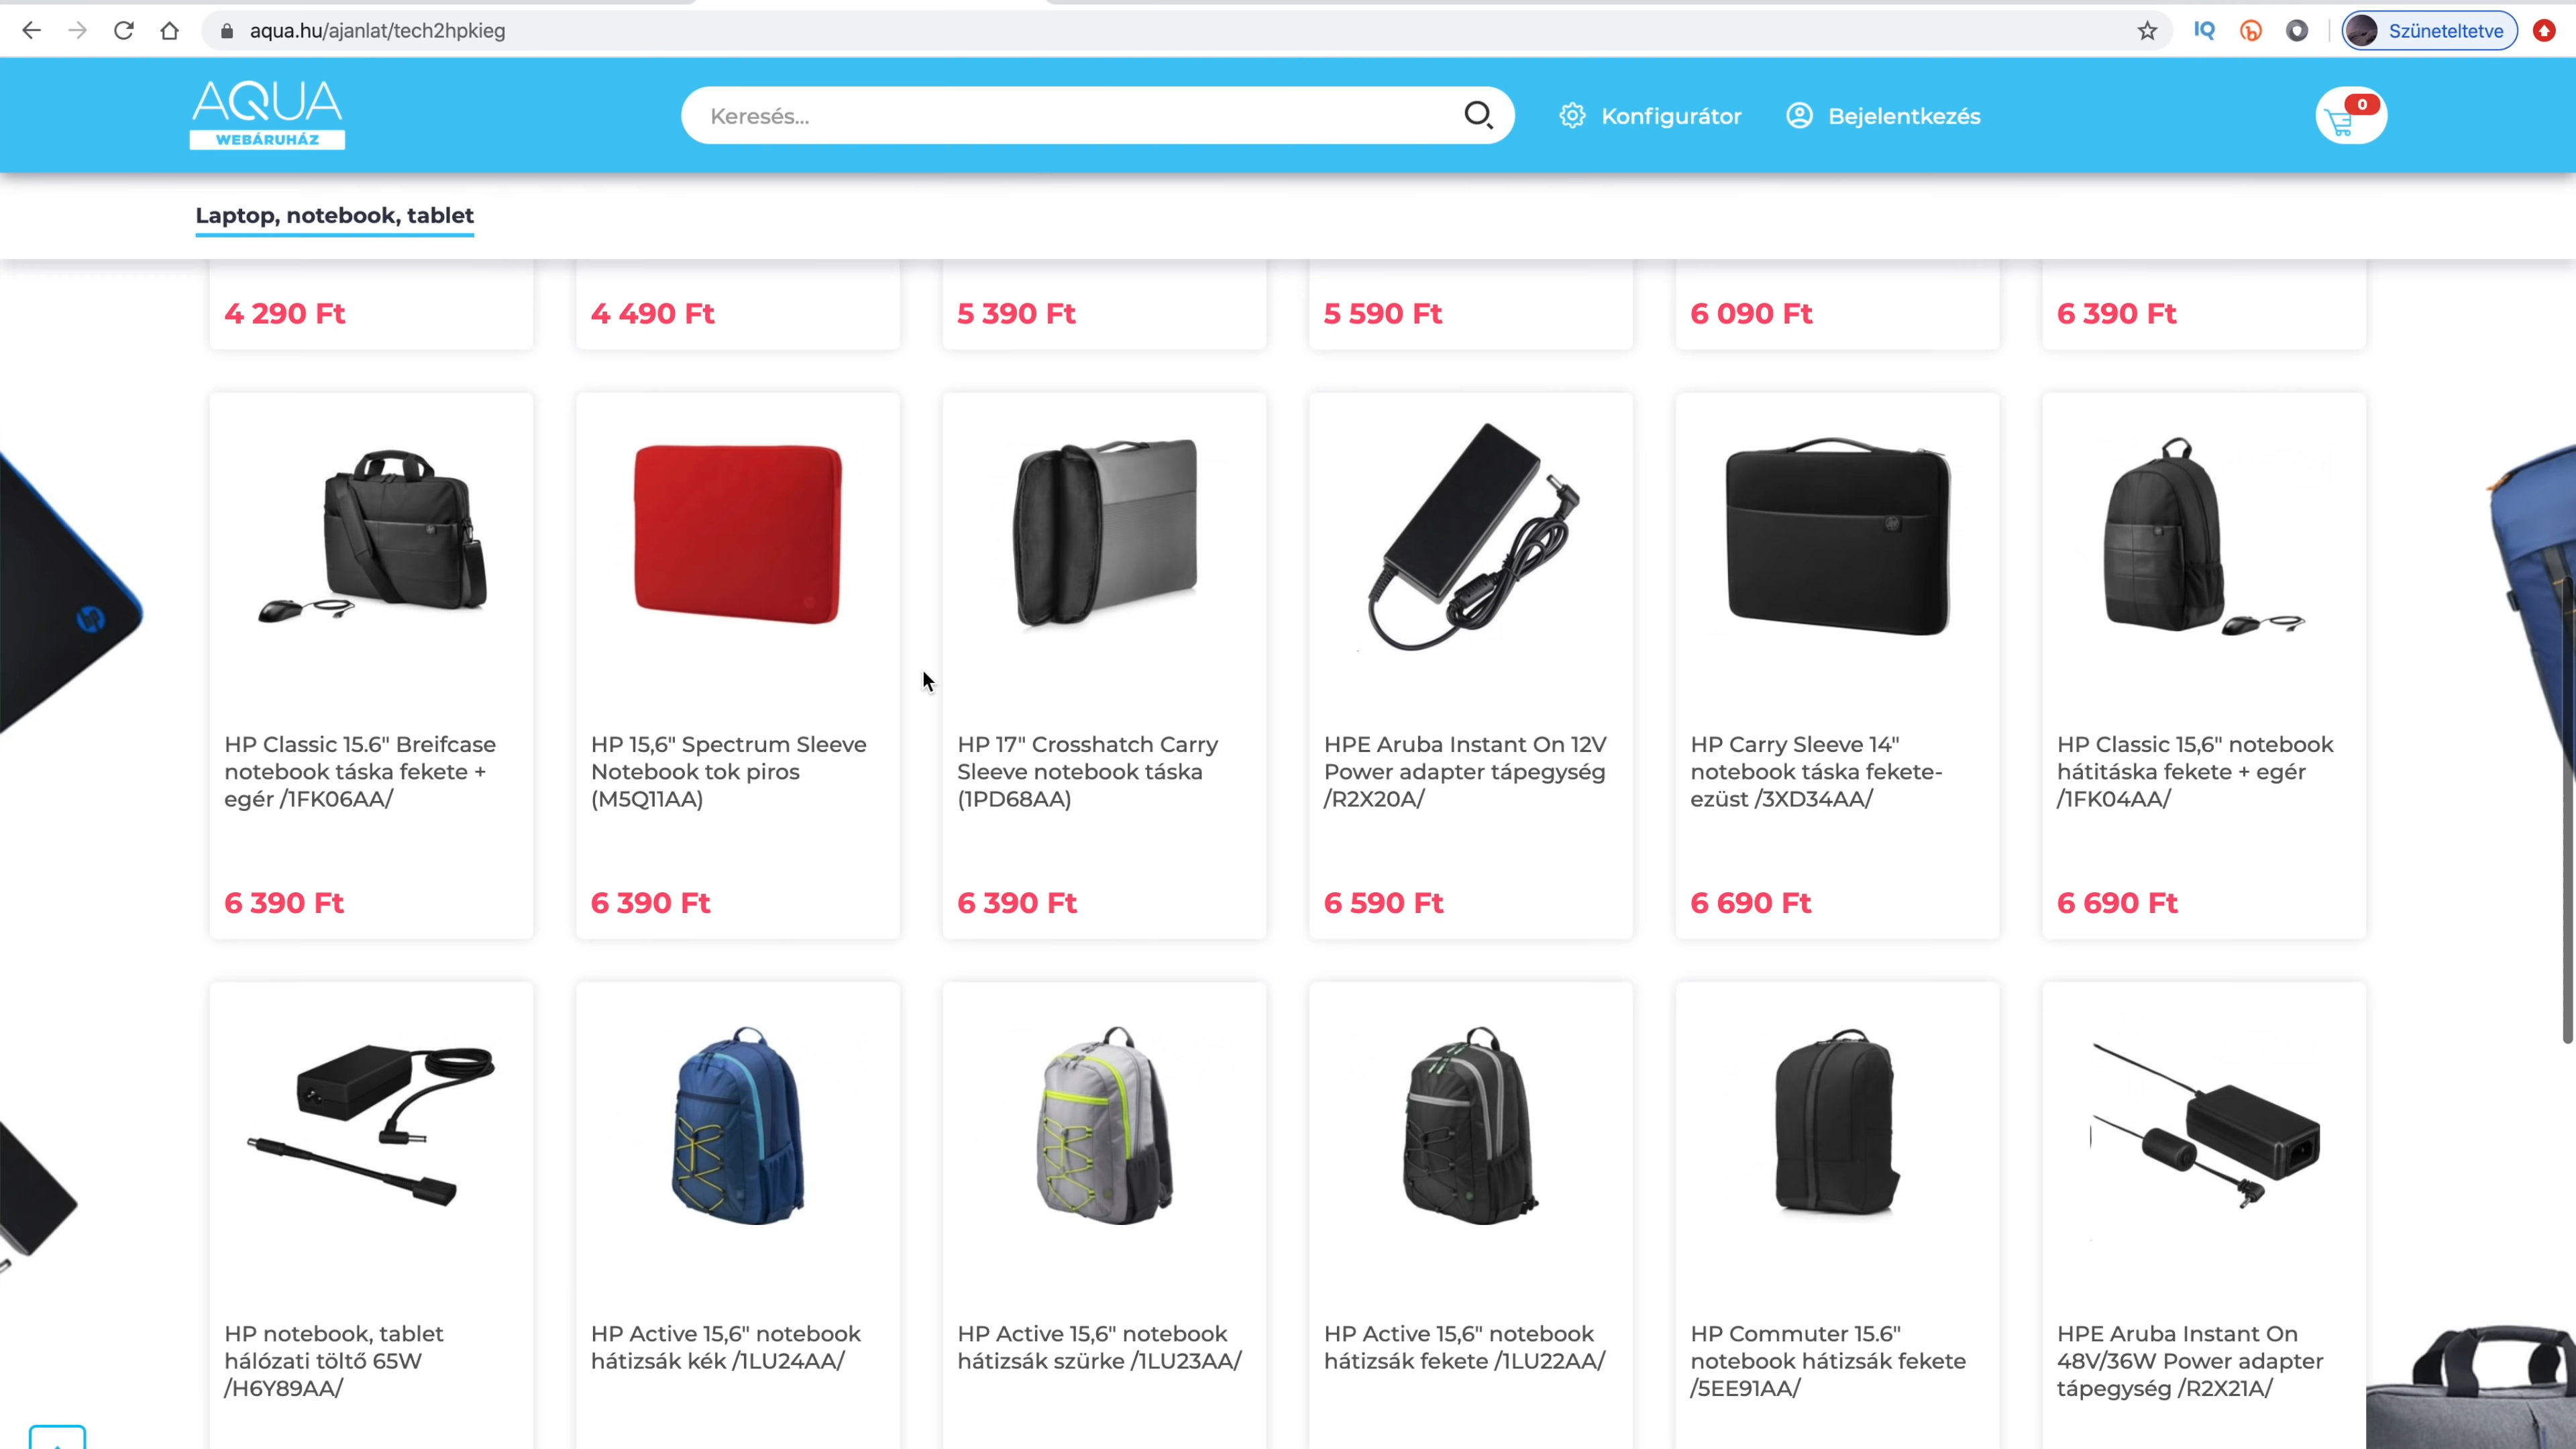 aqua.hu/ajanlat/tech2hpkieg
IQ
Szüneteltetve
AQUA
WEBÁRUHÁZ
Keresés...
Konfigurátor
Bejelentkezés
0
Laptop, notebook, tablet
4 290 Ft
4 490 Ft
5 390 Ft
5 590 Ft
6 090 Ft
6 390 Ft
HP Classic 15.6" Breifcase
notebook táska fekete +
egér /1FK06AA/
6 390 Ft
HP 15,6" Spectrum Sleeve
Notebook tok piros
(M5Q11AA)
6 390 Ft
HP 17" Crosshatch Carry
Sleeve notebook táska
(1PD68AA)
6 390 Ft
HPE Aruba Instant On 12V
Power adapter tápegység
/R2X20A/
6 590 Ft
HP Carry Sleeve 14"
notebook táska fekete-
ezüst /3XD34AA/
6 690 Ft
HP Classic 15,6" notebook
hátitáska fekete + egér
/1FK04AA/
6 690 Ft
HP notebook, tablet
hálózati töltő 65W
/H6Y89AA/
HP Active 15,6" notebook
hátizsák kék /1LU24AA/
HP Active 15,6" notebook
hátizsák szürke /1LU23AA/
HP Active 15,6" notebook
hátizsák fekete /1LU22AA/
HP Commuter 15.6"
notebook hátizsák fekete
/5EE91AA/
HPE Aruba Instant On
48V/36W Power adapter
tápegység /R2X21A/